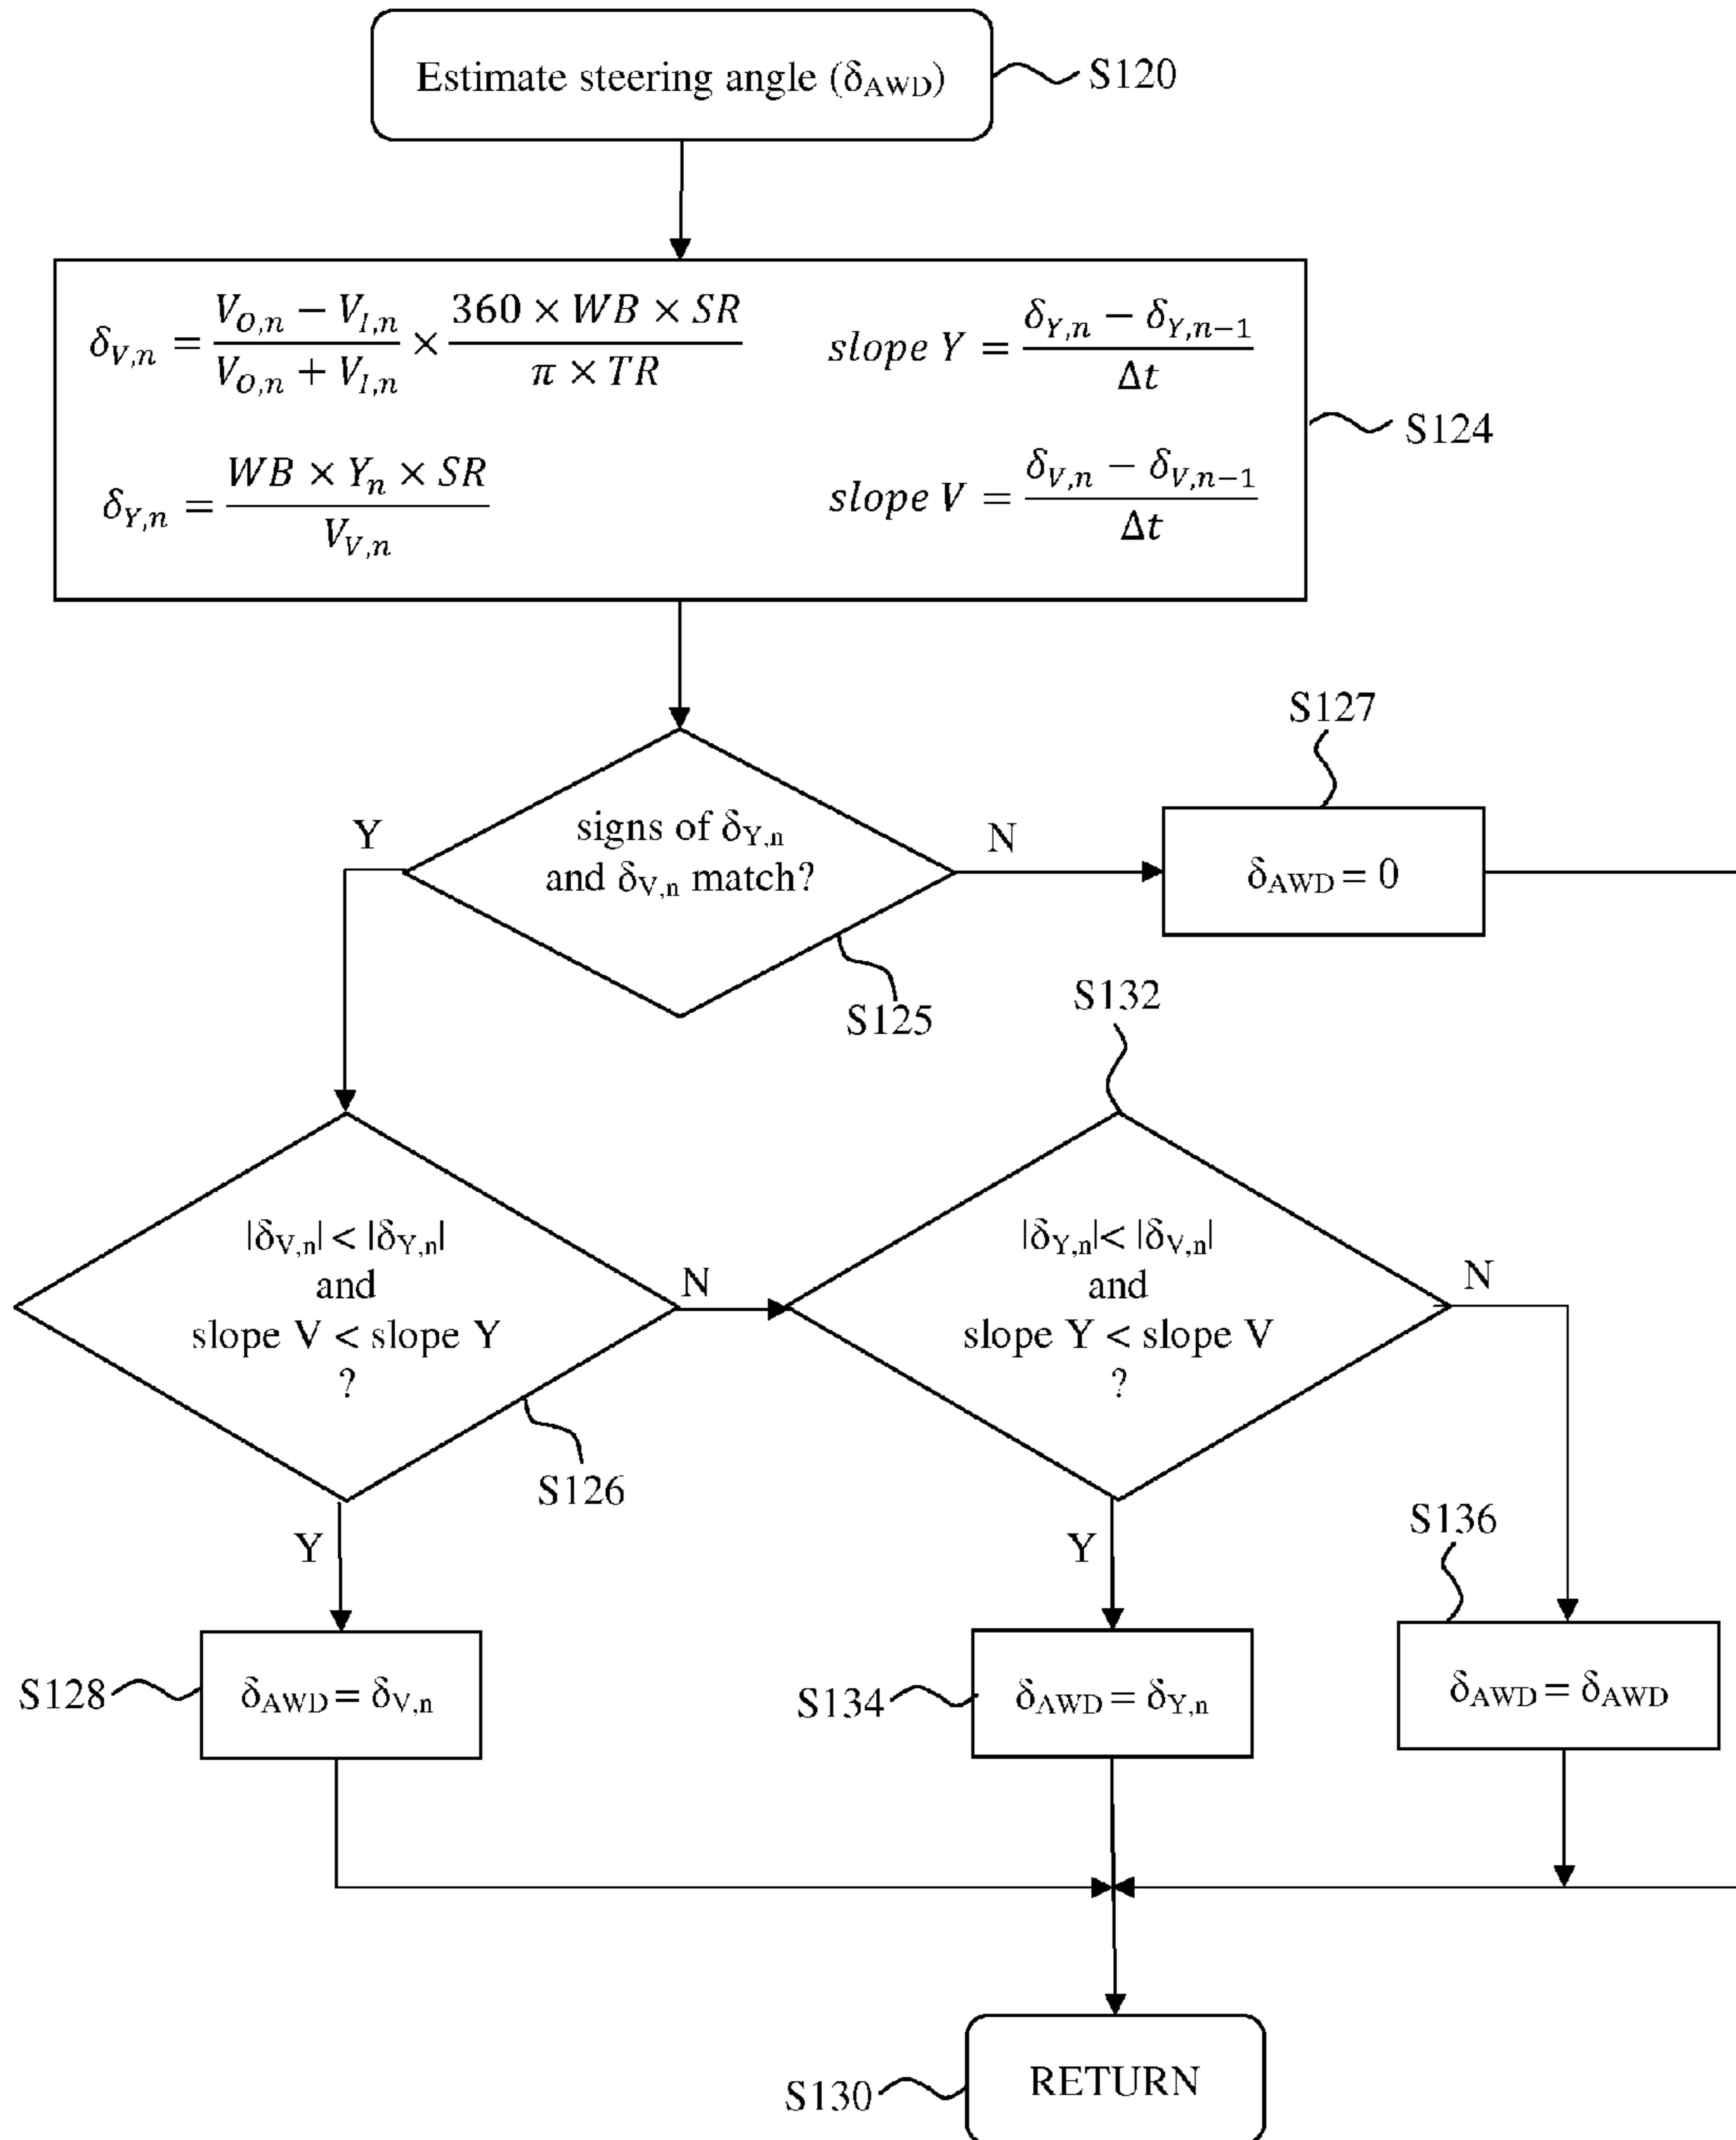 Estimate steering angle (δAWD)
S120
δV,n = (VO,n − VI,n)/(VO,n + VI,n) × (360 × WB × SR)/(π × TR)
slope Y = (δY,n − δY,n−1)/Δt
S124
δY,n = (WB × Yn × SR)/VV,n
slope V = (δV,n − δV,n−1)/Δt
S127
Y
signs of δY,n
and δV,n match?
N
δAWD = 0
S125
S132
|δV,n| < |δY,n|
and
slope V < slope Y
?
N
|δY,n|< |δV,n|
and
slope Y < slope V
?
N
S126
Y
Y
S136
S128
δAWD = δV,n
S134
δAWD = δY,n
δAWD = δAWD
S130
RETURN